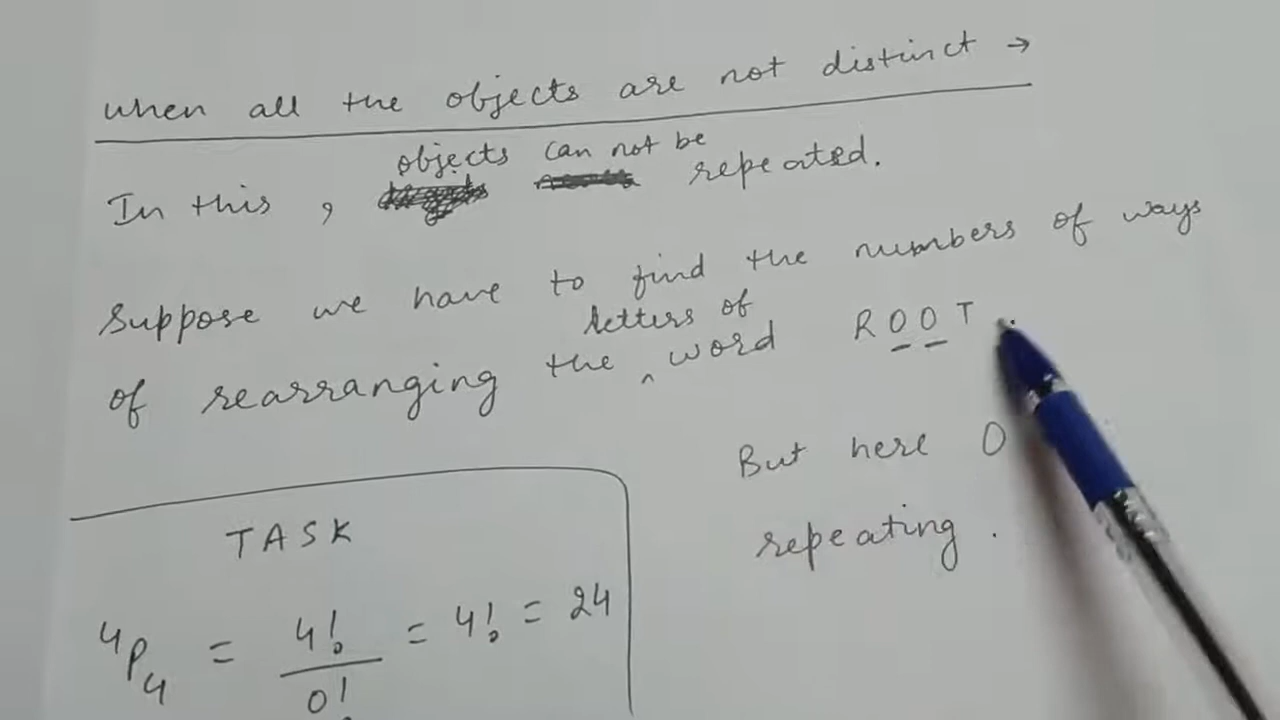 when all the objects are not distinct →
objects can not be
In this, repeated.
Suppose we have to find the numbers of ways
letters of
of rearranging the ^ word ROOT.
But here O
repeating.
TASK
⁴P₄ = 4!/0! = 4! = 24